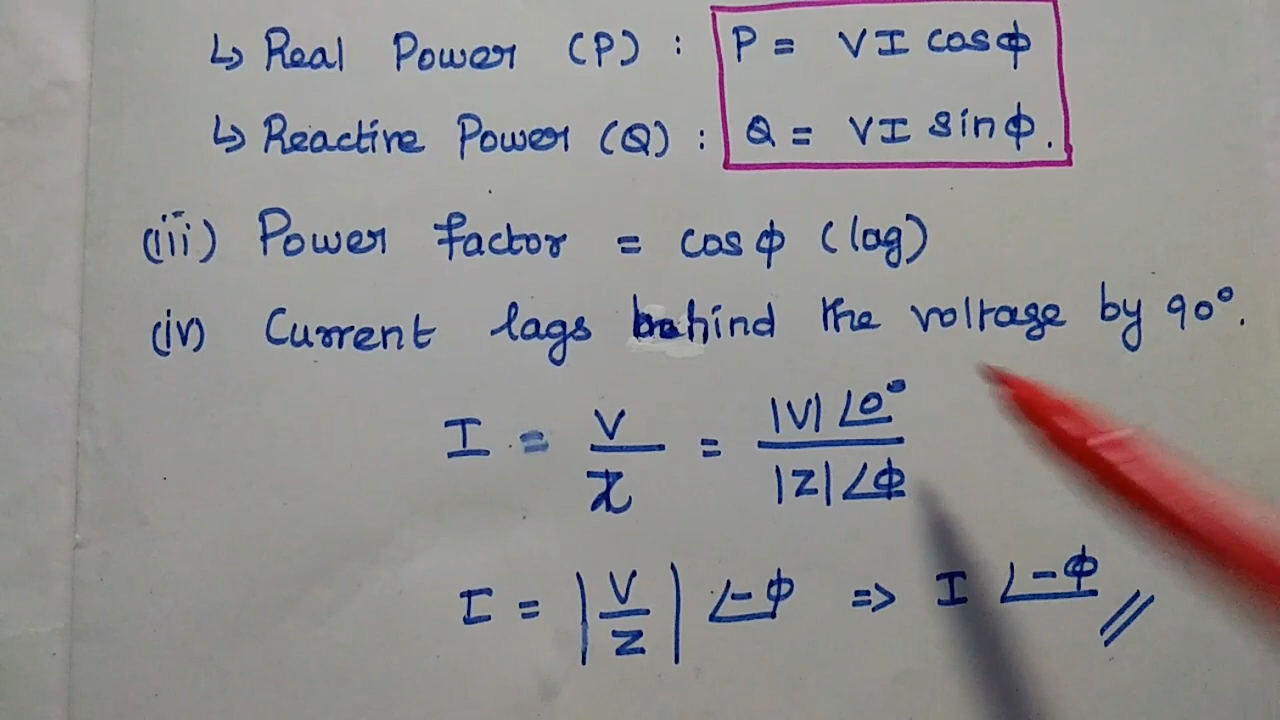 ↳ Real Power (P) : P = VI cosϕ
↳ Reactive Power (Q) : Q = VI sinϕ.
(iii) Power factor = cosϕ (lag)
(iv) Current lags behind the voltage by 90°.
I = V / Z = |V| ∠0° / |Z| ∠ϕ
I = |V / Z| ∠-ϕ => I ∠-ϕ //